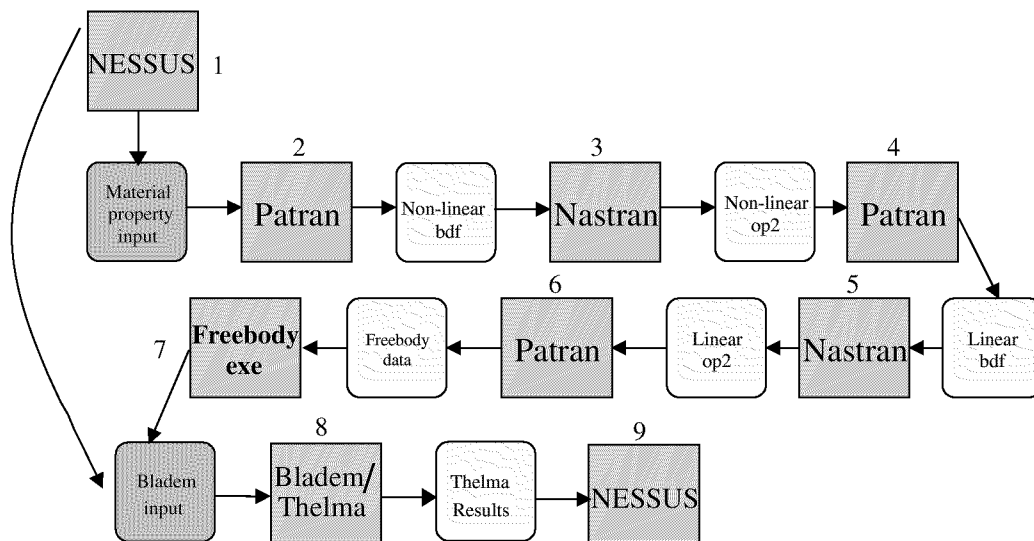 NESSUS 1
2
3
4
Material
property
input
Patran
Non-linear
bdf
Nastran
Non-linear
op2
Patran
7
Freebody
exe
Freebody
data
6
Patran
Linear
op2
5
Nastran
Linear
bdf
8
9
Bladem
input
Bladem/
Thelma
Thelma
Results
NESSUS